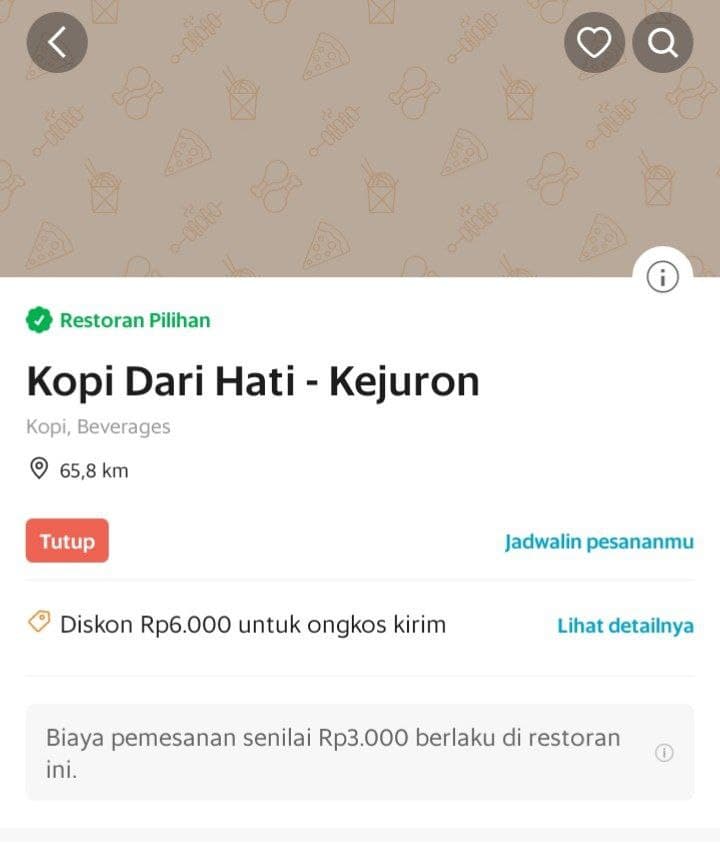 Restoran Pilihan
Kopi Dari Hati - Kejuron
Kopi, Beverages
65,8 km
Tutup
Jadwalin pesananmu
Diskon Rp6.000 untuk ongkos kirim
Lihat detailnya
Biaya pemesanan senilai Rp3.000 berlaku di restoran
ini.